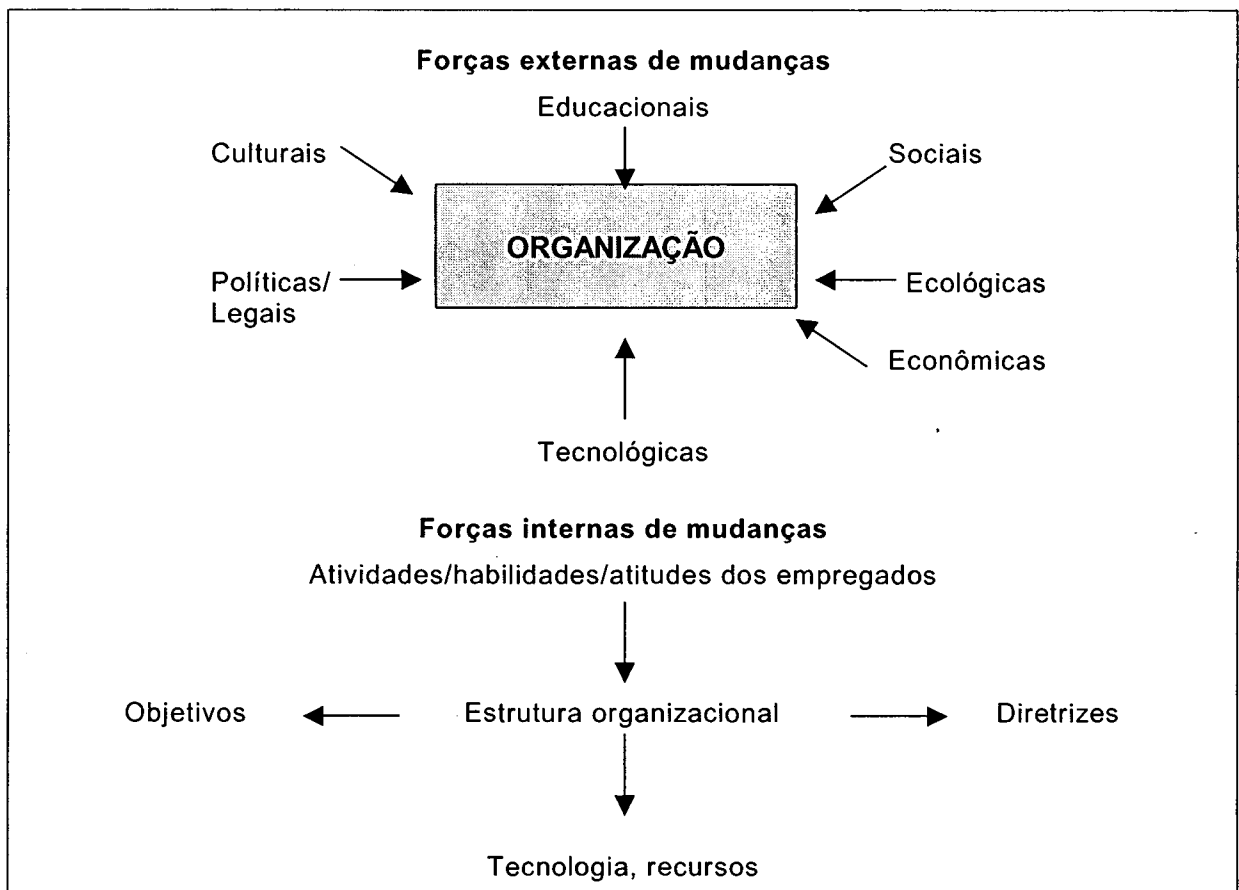 Forças externas de mudanças
Educacionais
Culturais
Sociais
ORGANIZAÇÃO
Políticas/
Legais
Ecológicas
Econômicas
Tecnológicas
Forças internas de mudanças
Atividades/habilidades/atitudes dos empregados
Objetivos
Estrutura organizacional
Diretrizes
Tecnologia, recursos